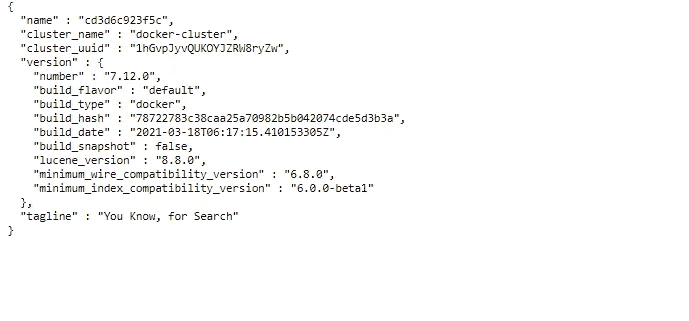 {
"name" : "cd3d6c923f5c",
"cluster_name" : "docker-cluster",
"cluster_uuid" : "1hGvpJyvQUKOYJZRW8ryZw",
"version" : {
"number" : "7.12.0",
"build_flavor" : "default",
"build_type" : "docker",
"build_hash" : "78722783c38caa25a70982b5b042074cde5d3b3a",
"build_date" : "2021-03-18T06:17:15.410153305Z",
"build_snapshot" : false,
"lucene_version" : "8.8.0",
"minimum_wire_compatibility_version" : "6.8.0",
"minimum_index_compatibility_version" : "6.0.0-beta1"
},
"tagline" : "You Know, for Search"
}